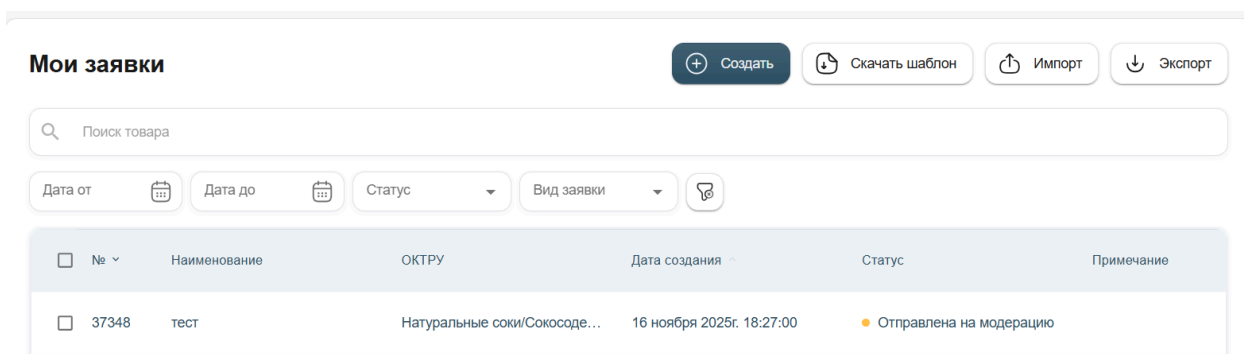 Мои заявки
Создать
Скачать шаблон
Импорт
Экспорт
Поиск товара
Дата от
Дата до
Статус
Вид заявки
№ Наименование ОКТРУ Дата создания Статус Примечание
37348 тест Натуральные соки/Сокосоде... 16 ноября 2025г. 18:27:00 Отправлена на модерацию